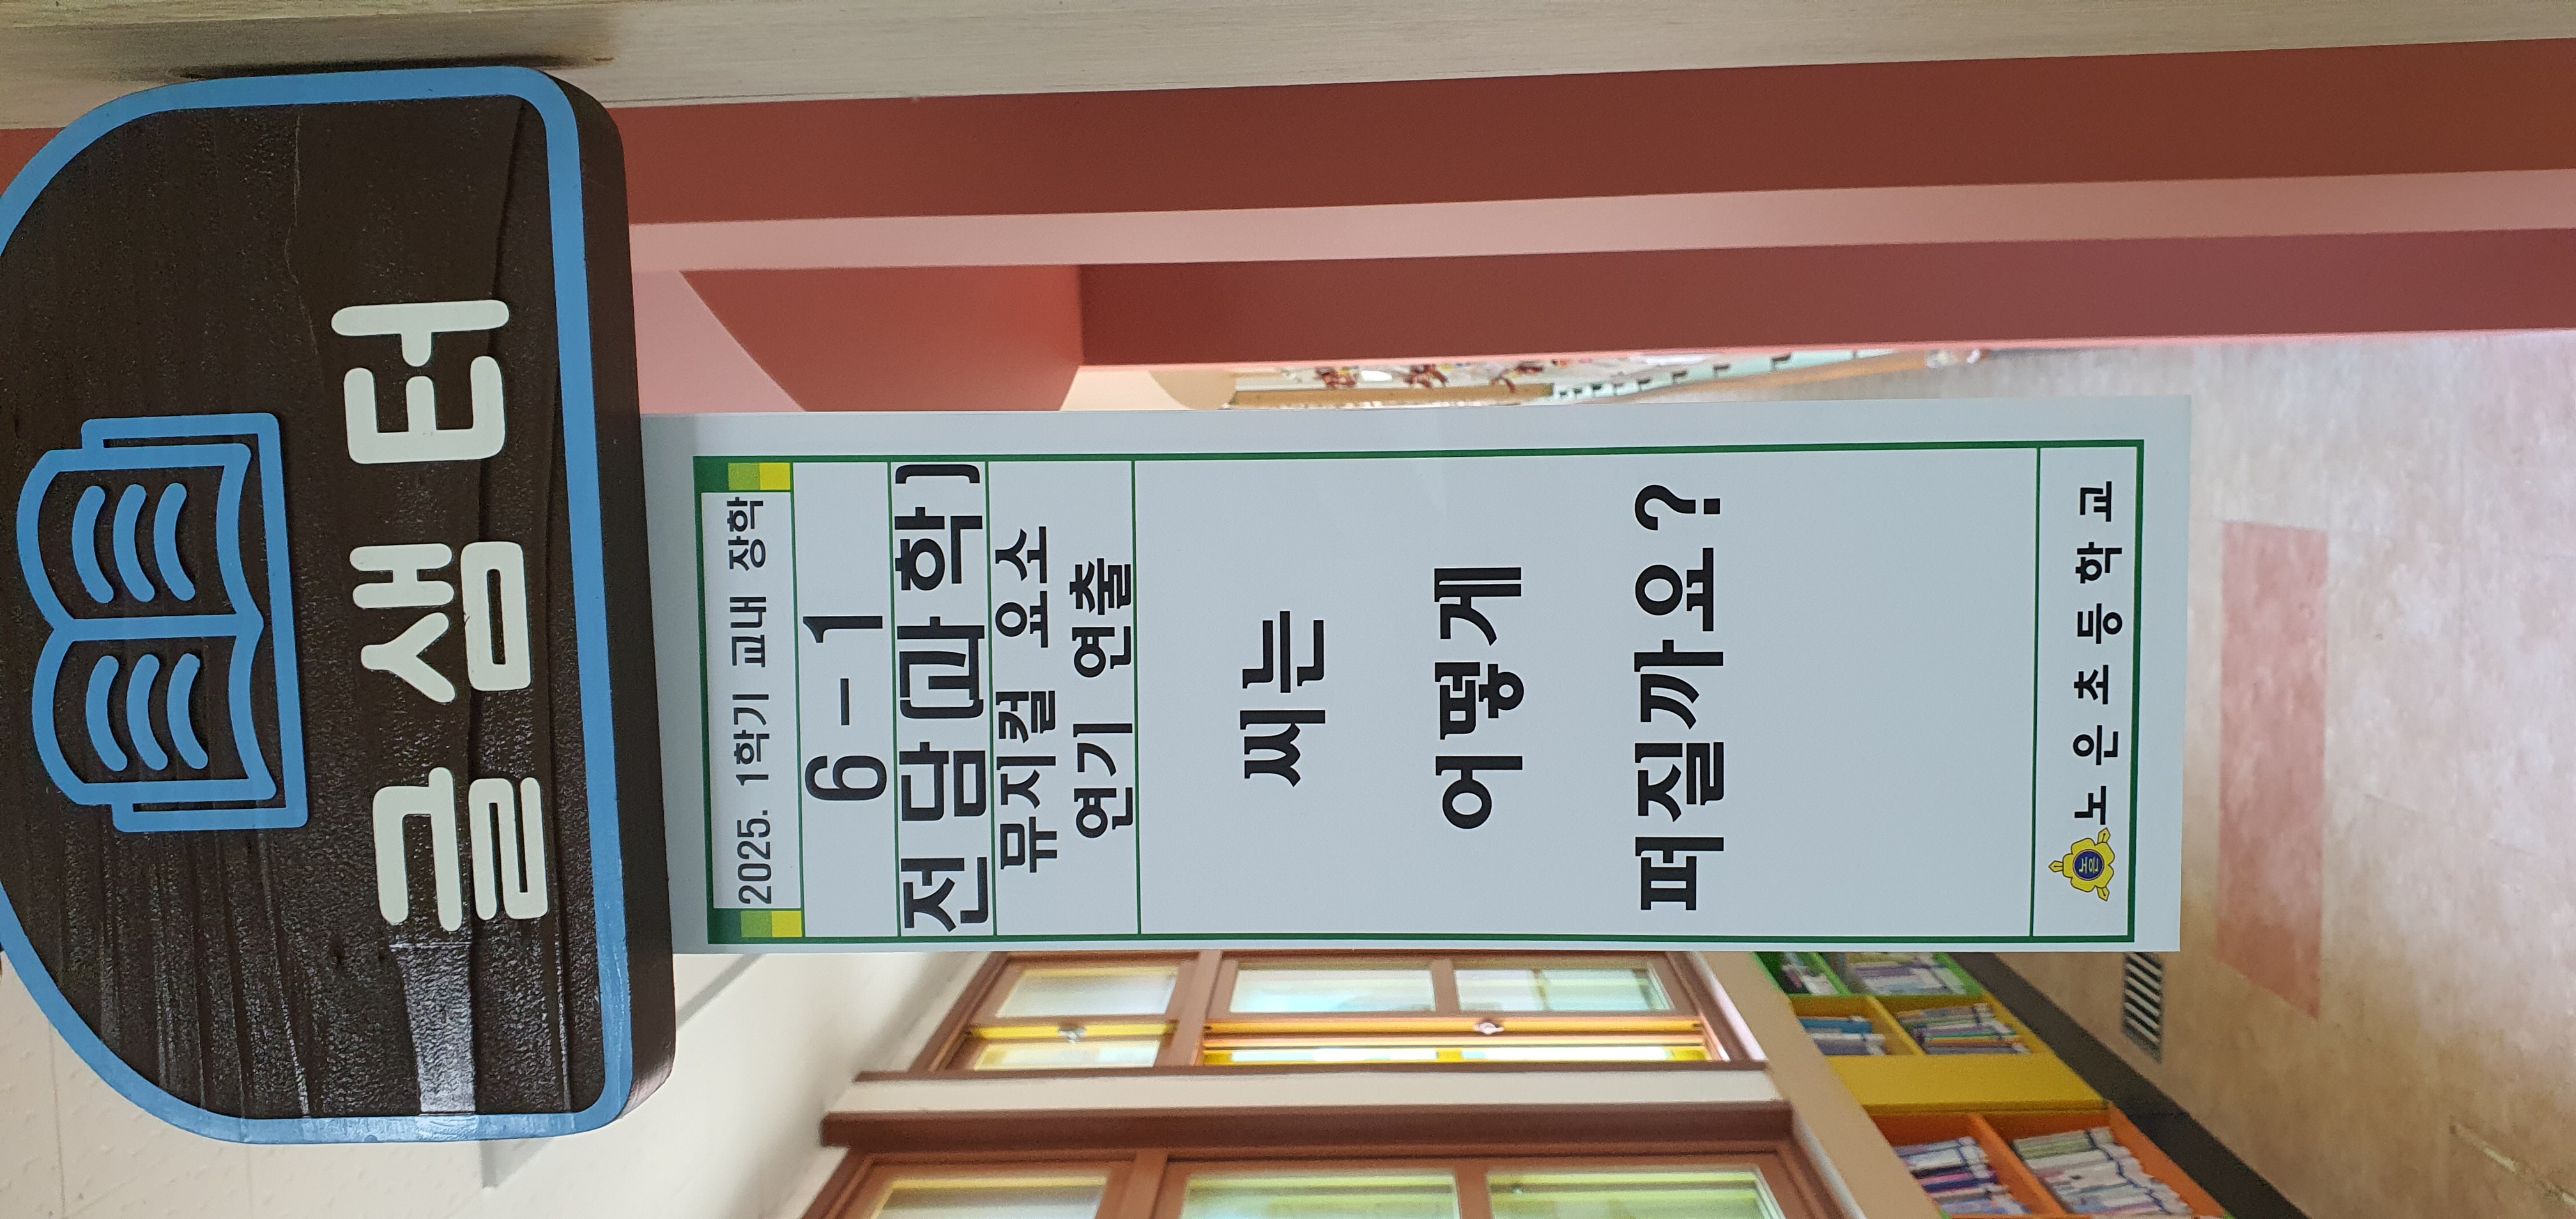 글샘터
2025. 1학기 교내 장학
6-1
전담(과학)
뮤지컬 요소
연기 연출
씨는
어떻게
퍼질까요?
노은
노은초등학교